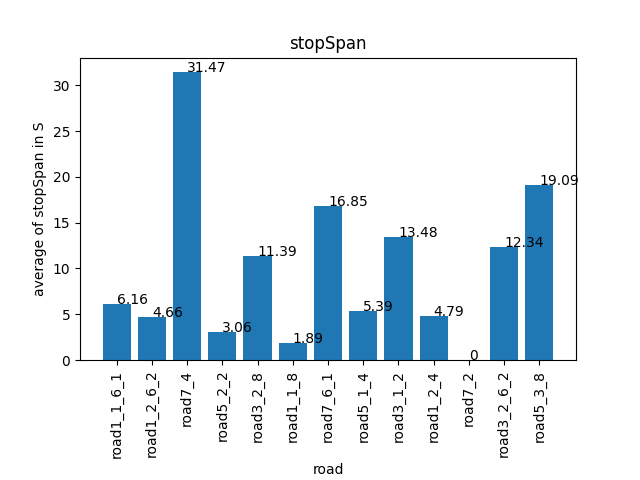 stopSpan
average of stopSpan in S
30
25
20
15
10
5
0
6.16
4.66
31.47
3.06
11.39
1.89
16.85
5.39
13.48
4.79
0
12.34
19.09
road1_1_6_1
road1_2_6_2
road7_4
road5_2_2
road3_2_8
road1_1_8
road7_6_1
road5_1_4
road3_1_2
road1_2_4
road7_2
road3_2_6_2
road5_3_8
road